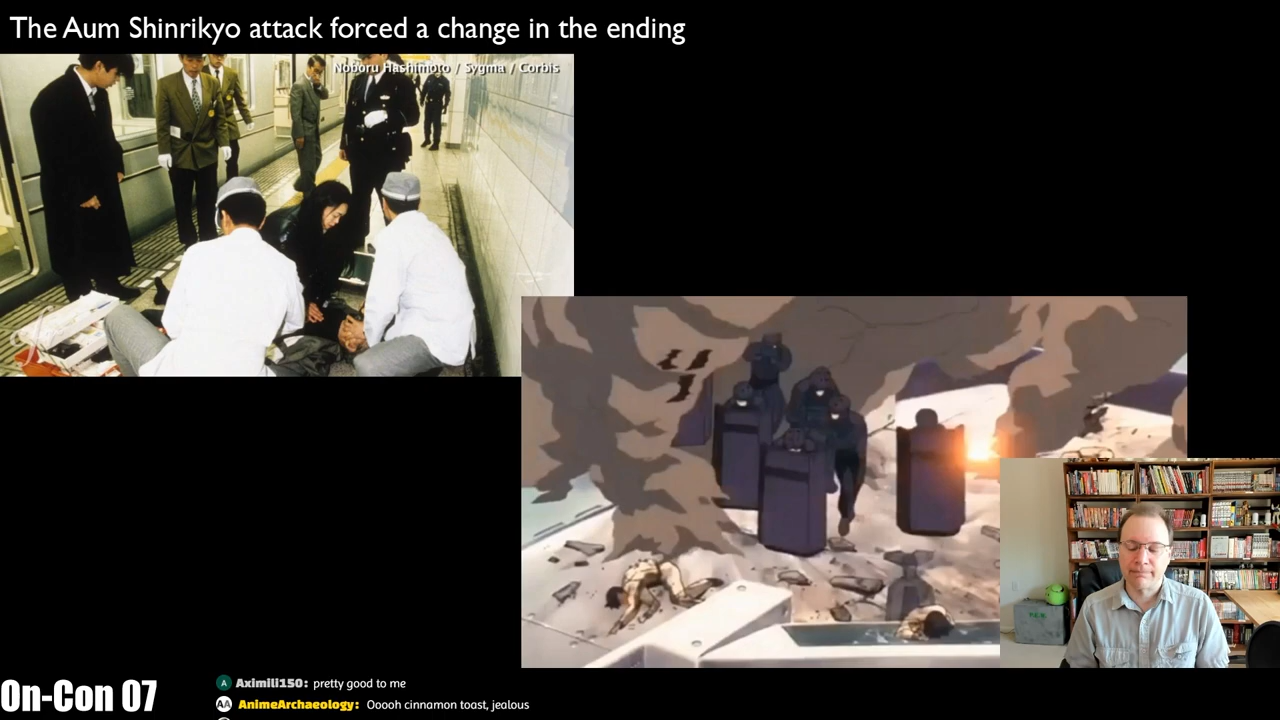 The Aum Shinrikyo attack forced a change in the ending
Noboru Hashimoto / Sygma / Corbis
On-Con 07
A Aximili150: pretty good to me
AA AnimeArchaeology: Ooooh cinnamon toast, jealous